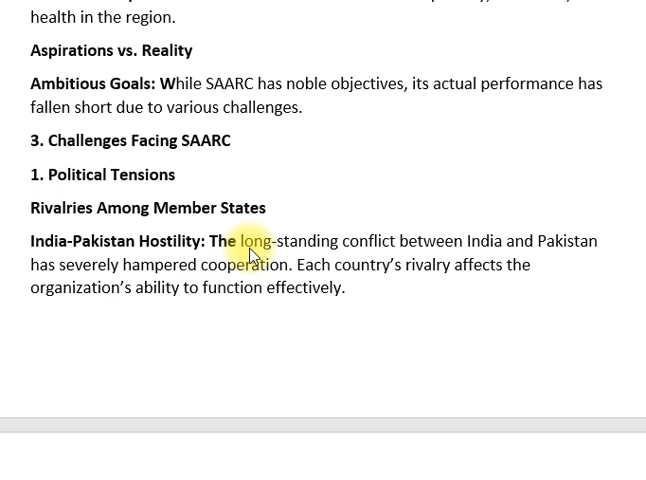 health in the region.
Aspirations vs. Reality
Ambitious Goals: While SAARC has noble objectives, its actual performance has
fallen short due to various challenges.
3. Challenges Facing SAARC
1. Political Tensions
Rivalries Among Member States
India-Pakistan Hostility: The long-standing conflict between India and Pakistan
has severely hampered cooperation. Each country’s rivalry affects the
organization’s ability to function effectively.